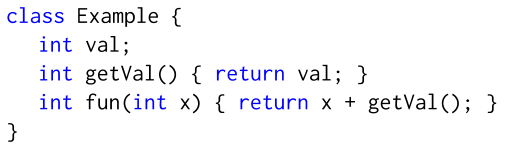 class Example {
int val;
int getVal() { return val; }
int fun(int x) { return x + getVal(); }
}